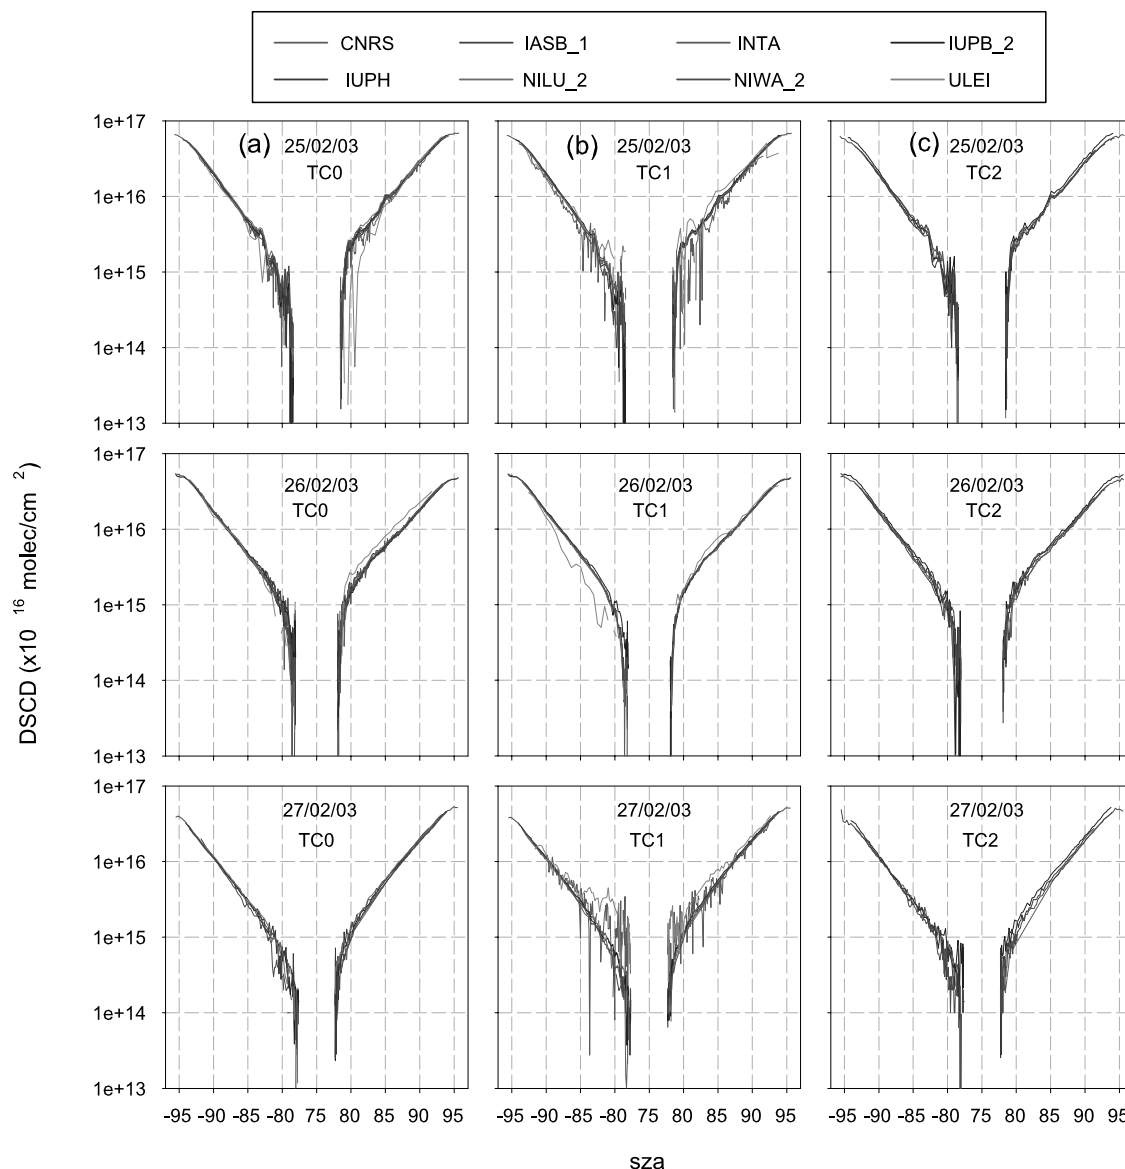 CNRS IASB_1 INTA IUPB_2
IUPH NILU_2 NIWA_2 ULEI
1e+17
1e+16
1e+15
1e+14
1e+13
(a) 25/02/03
TC0
(b) 25/02/03
TC1
(c) 25/02/03
TC2
1e+17
1e+16
1e+15
1e+14
1e+13
26/02/03
TC0
26/02/03
TC1
26/02/03
TC2
1e+17
1e+16
1e+15
1e+14
1e+13
27/02/03
TC0
27/02/03
TC1
27/02/03
TC2
-95 -90 -85 -80 75 80 85 90 95
-95 -90 -85 -80 75 80 85 90 95
-95 -90 -85 -80 75 80 85 90 95
DSCD (x10 16 molec/cm 2)
sza